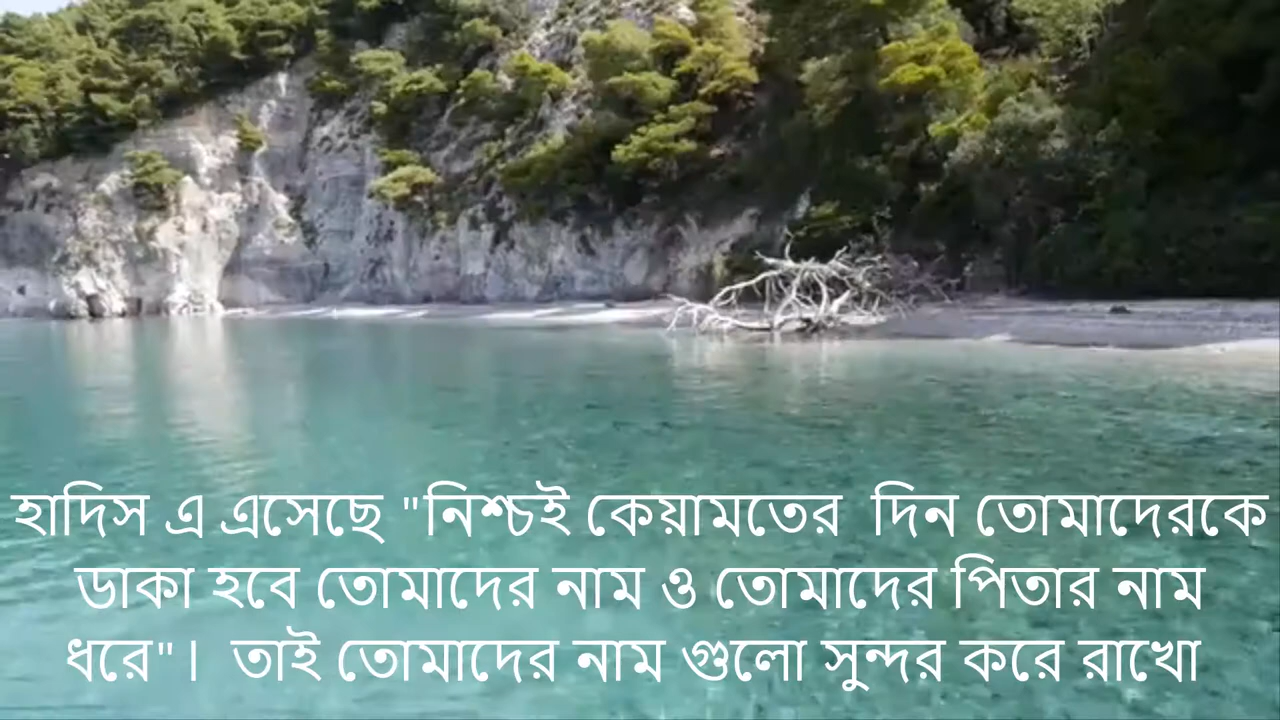 হাদিস এ এসেছে "নিশ্চই কেয়ামতের দিন তোমাদেরকে
ডাকা হবে তোমাদের নাম ও তোমাদের পিতার নাম
ধরে"। তাই তোমাদের নাম গুলো সুন্দর করে রাখো